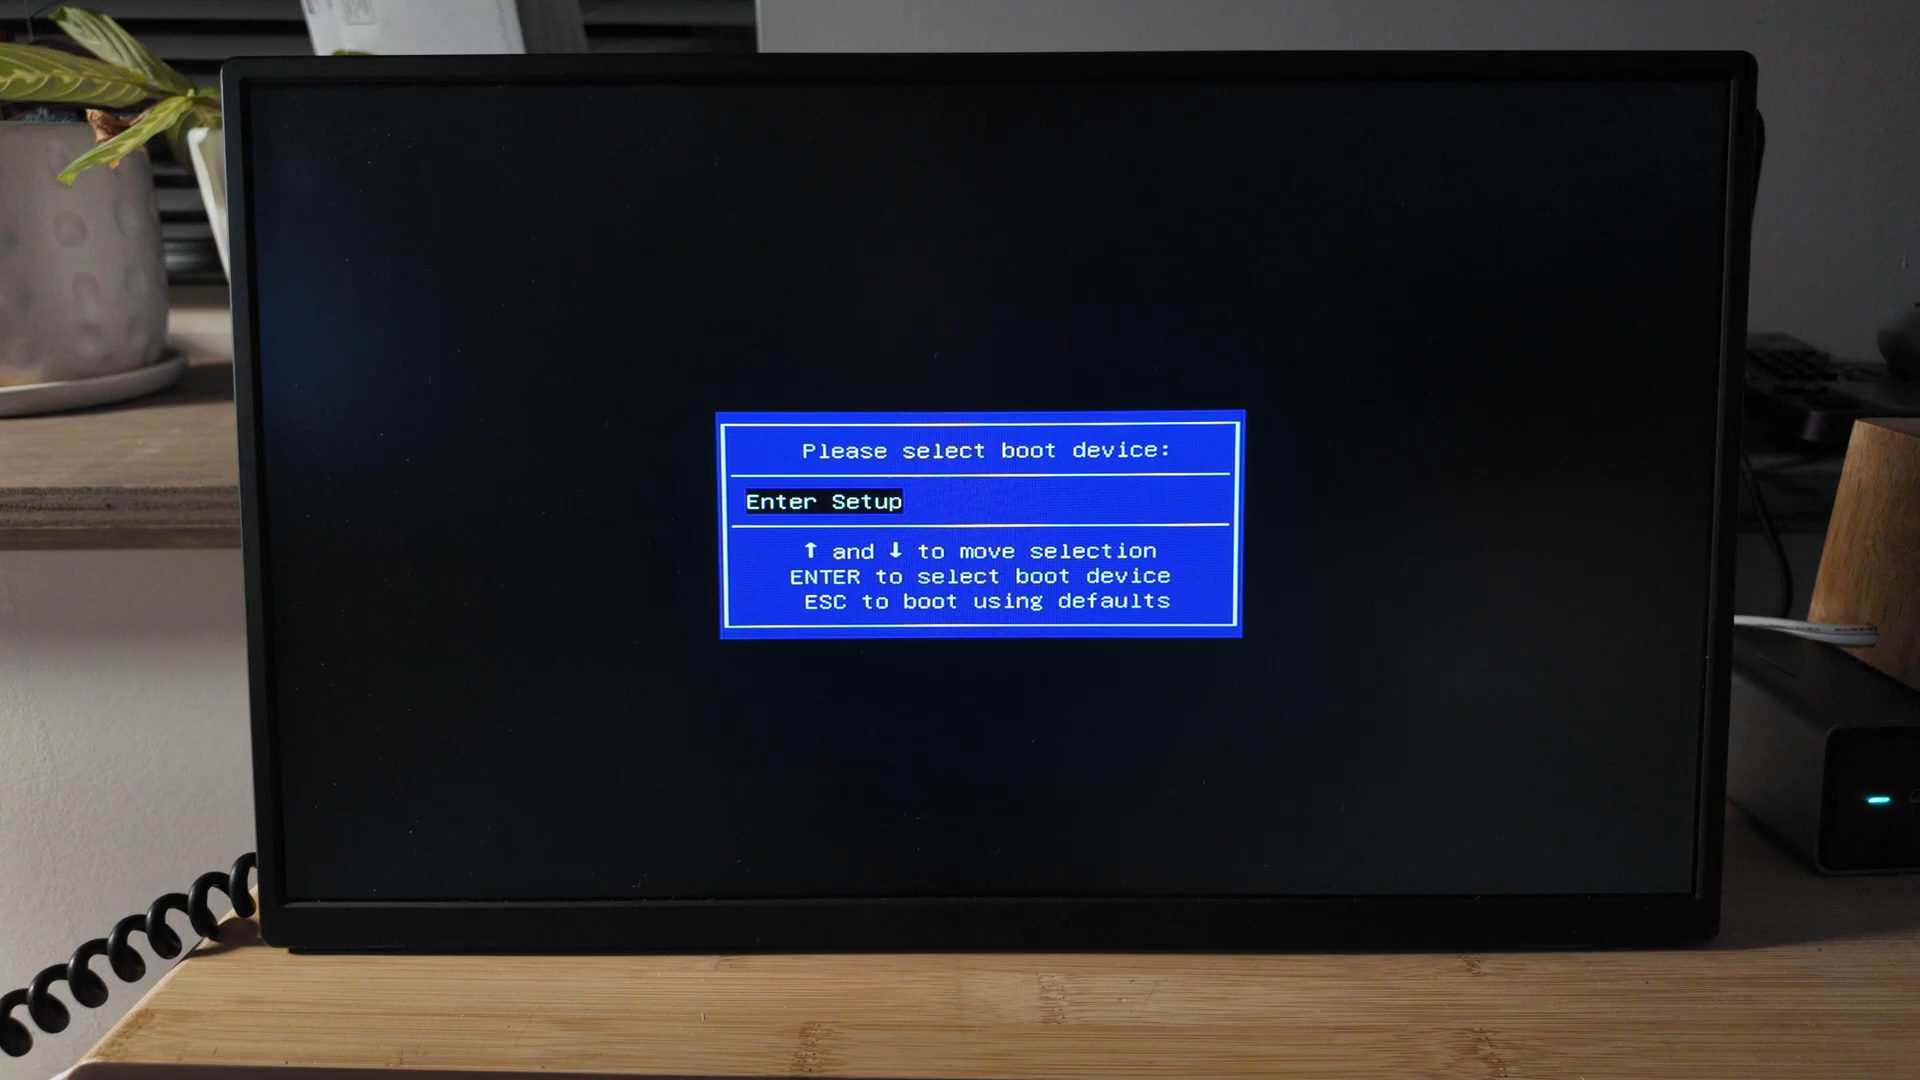 Please select boot device:
Enter Setup
↑ and ↓ to move selection
ENTER to select boot device
ESC to boot using defaults